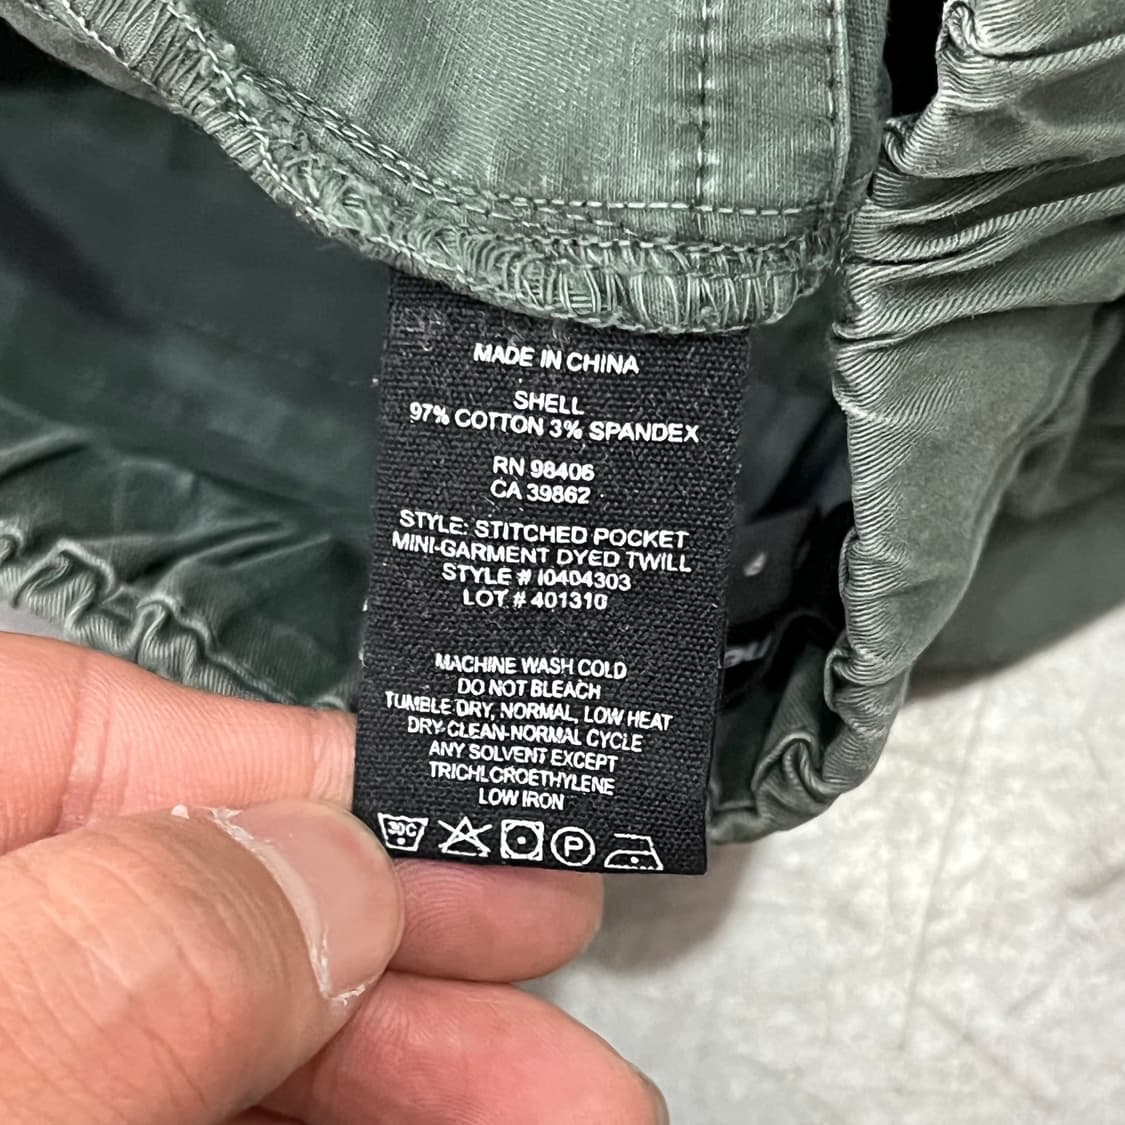 MADE IN CHINA
SHELL
97% COTTON 3% SPANDEX
RN 98406
CA 39862
STYLE: STITCHED POCKET
MINI-GARMENT DYED TWILL
STYLE # I0404303
LOT # 401310
MACHINE WASH COLD
DO NOT BLEACH
TUMBLE DRY, NORMAL, LOW HEAT
DRY-CLEAN-NORMAL CYCLE
ANY SOLVENT EXCEPT
TRICHLOROETHYLENE
LOW IRON
30C
P